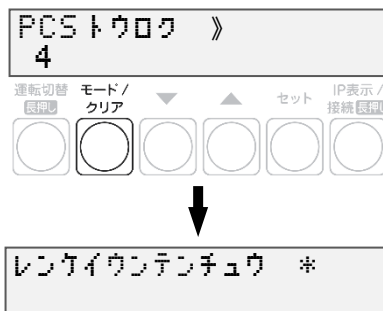 PCSトウロク 》
4
運転切替 モード/ ▼ ▲ セット IP表示/
長押し クリア 接続 長押し
レンケイウンテンチュウ *